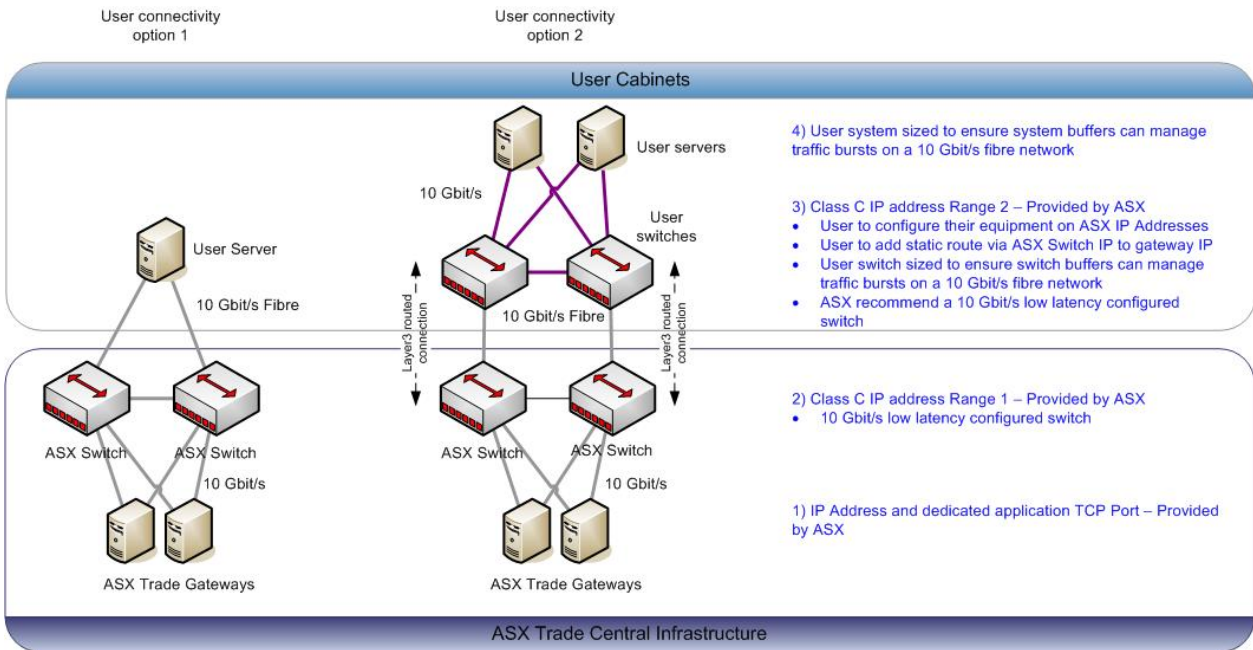 User connectivity
option 1
User connectivity
option 2
User Cabinets
User servers
10 Gbit/s
User
switches
User Server
10 Gbit/s Fibre
10 Gbit/s Fibre
Layer3 routed
connection
Layer3 routed
connection
ASX Switch
ASX Switch
10 Gbit/s
ASX Trade Gateways
ASX Switch
ASX Switch
10 Gbit/s
ASX Trade Gateways
4) User system sized to ensure system buffers can manage
traffic bursts on a 10 Gbit/s fibre network
3) Class C IP address Range 2 – Provided by ASX
• User to configure their equipment on ASX IP Addresses
• User to add static route via ASX Switch IP to gateway IP
• User switch sized to ensure switch buffers can manage
traffic bursts on a 10 Gbit/s fibre network
• ASX recommend a 10 Gbit/s low latency configured
switch
2) Class C IP address Range 1 – Provided by ASX
• 10 Gbit/s low latency configured switch
1) IP Address and dedicated application TCP Port – Provided
by ASX
ASX Trade Central Infrastructure